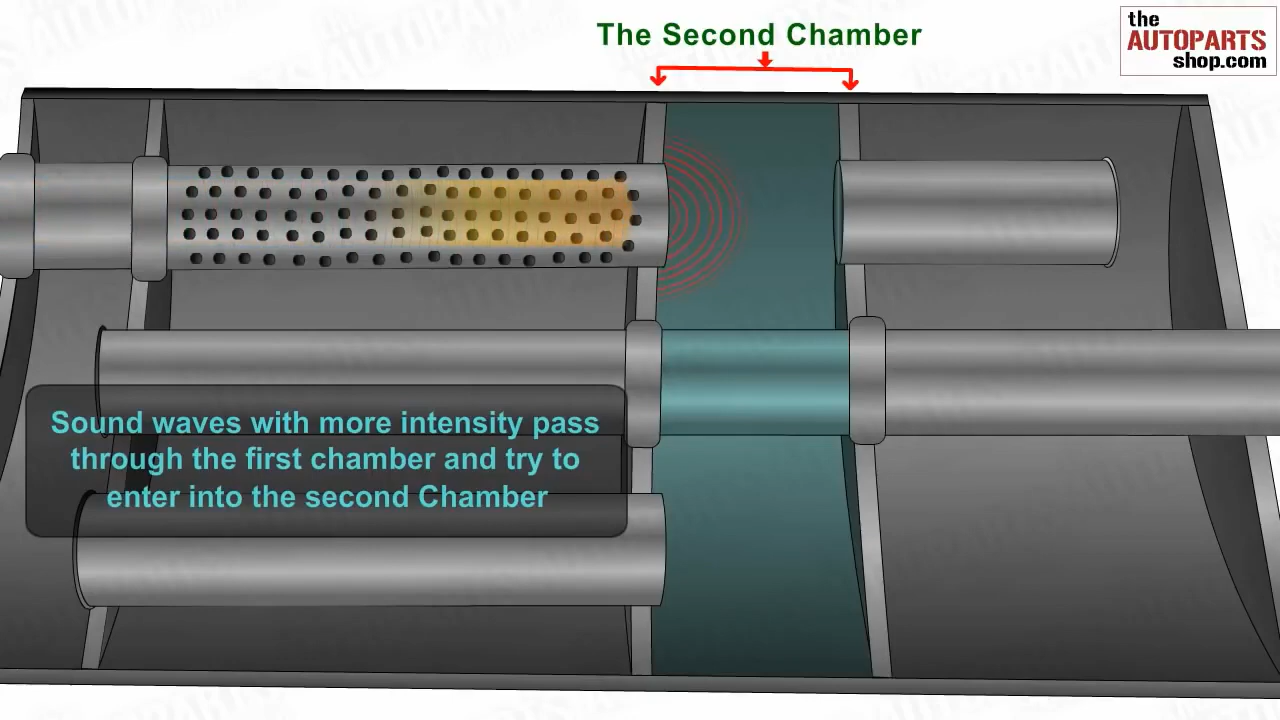 The Second Chamber
the
AUTOPARTS
shop.com
Sound waves with more intensity pass
through the first chamber and try to
enter into the second Chamber